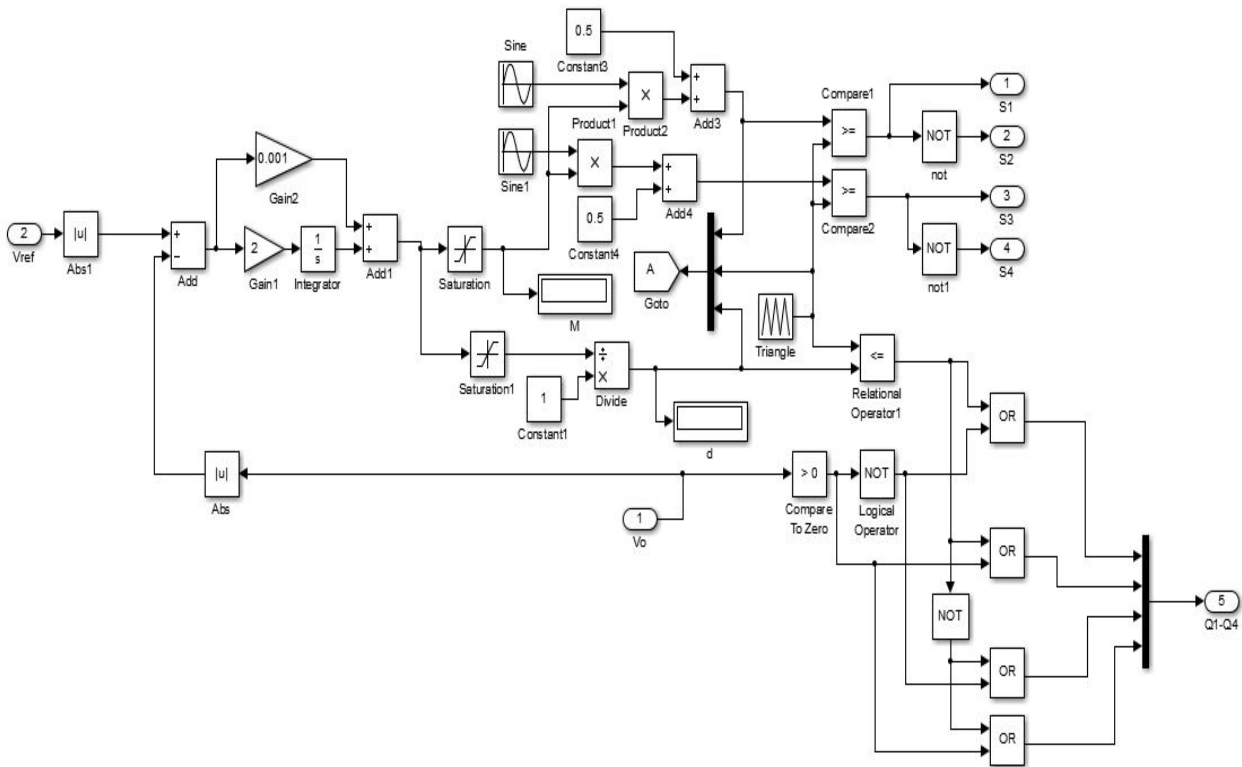 Sine
0.5
Constant3
×
Product2
+
+
Add3
Sine1
Product1
×
0.5
Constant4
+
+
Add4
Compare1
>=
>=
Compare2
1
S1
NOT
not
2
S2
3
S3
NOT
not1
4
S4
2
Vref
|u|
Abs1
+
−
Add
0.001
Gain2
2
Gain1
1
s
Integrator
+
+
Add1
Saturation
M
A
Goto
Triangle
Saturation1
1
Constant1
÷
×
Divide
d
<=
Relational
Operator1
|u|
Abs
1
Vo
> 0
Compare
To Zero
NOT
Logical
Operator
OR
OR
NOT
OR
OR
5
Q1-Q4